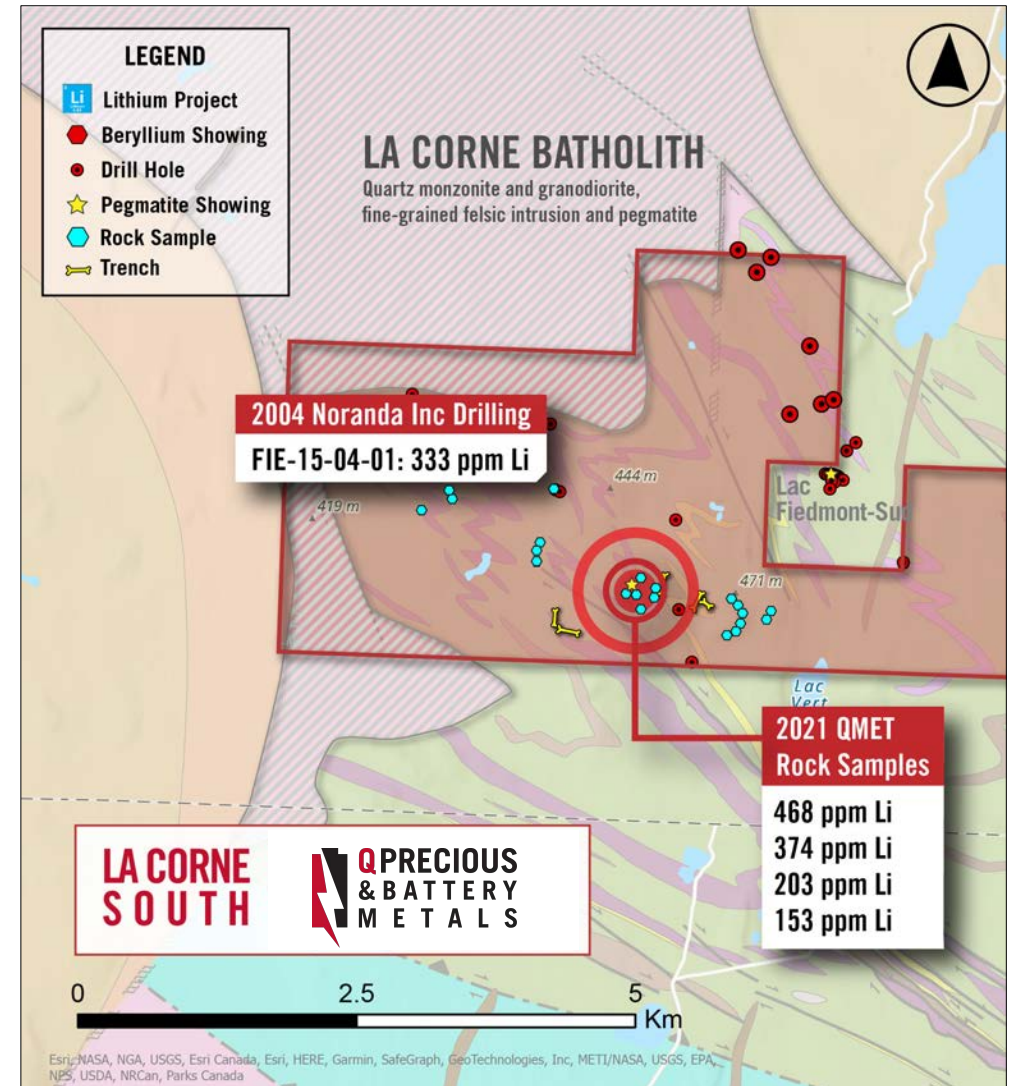 LEGEND
Li
Lithium Project
Beryllium Showing
Drill Hole
Pegmatite Showing
Rock Sample
Trench
LA CORNE BATHOLITH
Quartz monzonite and granodiorite,
fine-grained felsic intrusion and pegmatite
2004 Noranda Inc Drilling
FIE-15-04-01: 333 ppm Li
444 m
419 m
Lac
Fiedmont-Sud
471 m
Lac
Vert
2021 QMET
Rock Samples
468 ppm Li
374 ppm Li
203 ppm Li
153 ppm Li
LA CORNE
SOUTH
QPRECIOUS
&BATTERY
METALS
0 2.5 5
Km
Esri, NASA, NGA, USGS, Esri Canada, Esri, HERE, Garmin, SafeGraph, GeoTechnologies, Inc, METI/NASA, USGS, EPA,
NPS, USDA, NRCan, Parks Canada